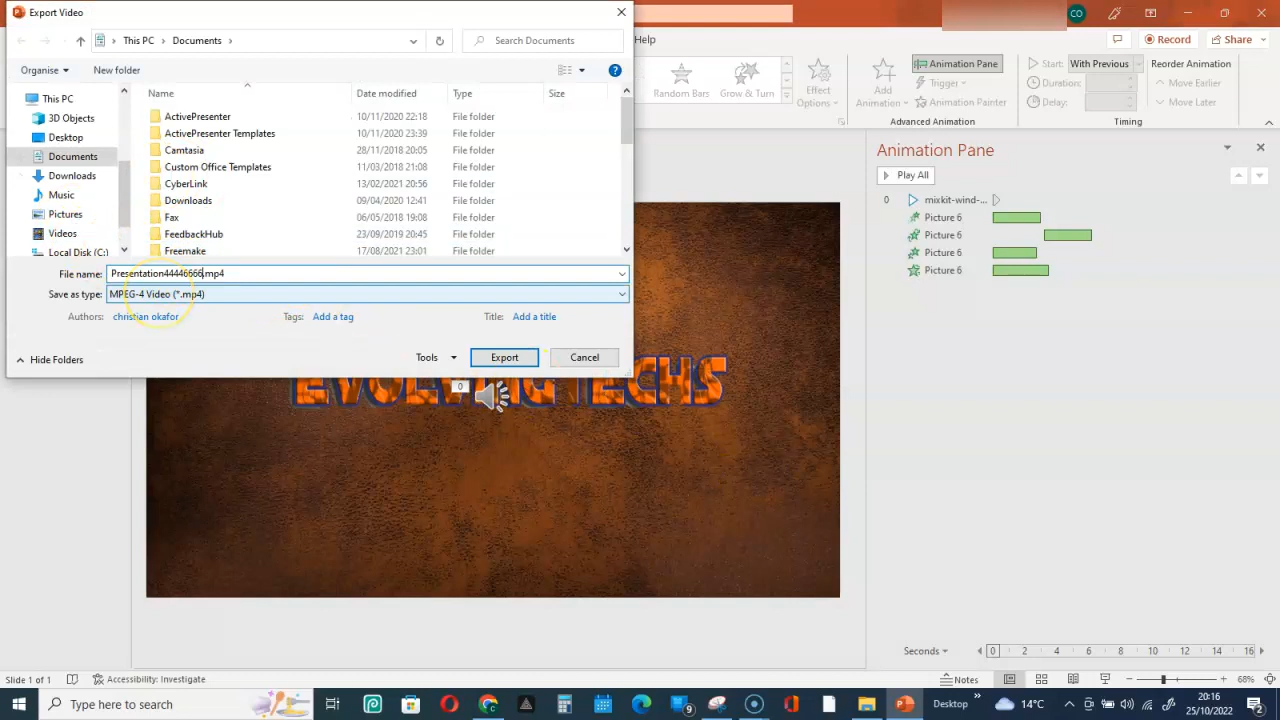 Export Video
CO
This PC
Documents
Search Documents
Help
Record
Share
Organise
New folder
Random Bars
Grow & Turn
Effect
Options
Add
Animation
Animation Pane
Trigger
Animation Painter
Advanced Animation
Start:
With Previous
Duration:
Delay:
Timing
Reorder Animation
Move Earlier
Move Later
Name
Date modified
Type
Size
This PC
3D Objects
Desktop
Documents
Downloads
Music
Pictures
Videos
Local Disk (C:)
ActivePresenter 10/11/2020 22:18 File folder
ActivePresenter Templates 10/11/2020 23:39 File folder
Camtasia 28/11/2018 20:05 File folder
Custom Office Templates 11/03/2018 21:08 File folder
CyberLink 13/02/2021 20:56 File folder
Downloads 09/04/2020 12:41 File folder
Fax 06/05/2018 19:08 File folder
FeedbackHub 23/09/2019 20:45 File folder
Freemake 17/08/2021 23:01 File folder
File name: Presentation44446666.mp4
Save as type: MPEG-4 Video (*.mp4)
Authors: christian okafor
Tags: Add a tag
Title: Add a title
Hide Folders
Tools
Export
Cancel
Animation Pane
Play All
0 mixkit-wind-...
Picture 6
Picture 6
Picture 6
Picture 6
EVOLVING TECHS
0
Seconds
0 2 4 6 8 10 12 14 16
Slide 1 of 1
Accessibility: Investigate
Notes
68%
Type here to search
9
Desktop
14°C
20:16
25/10/2022
2